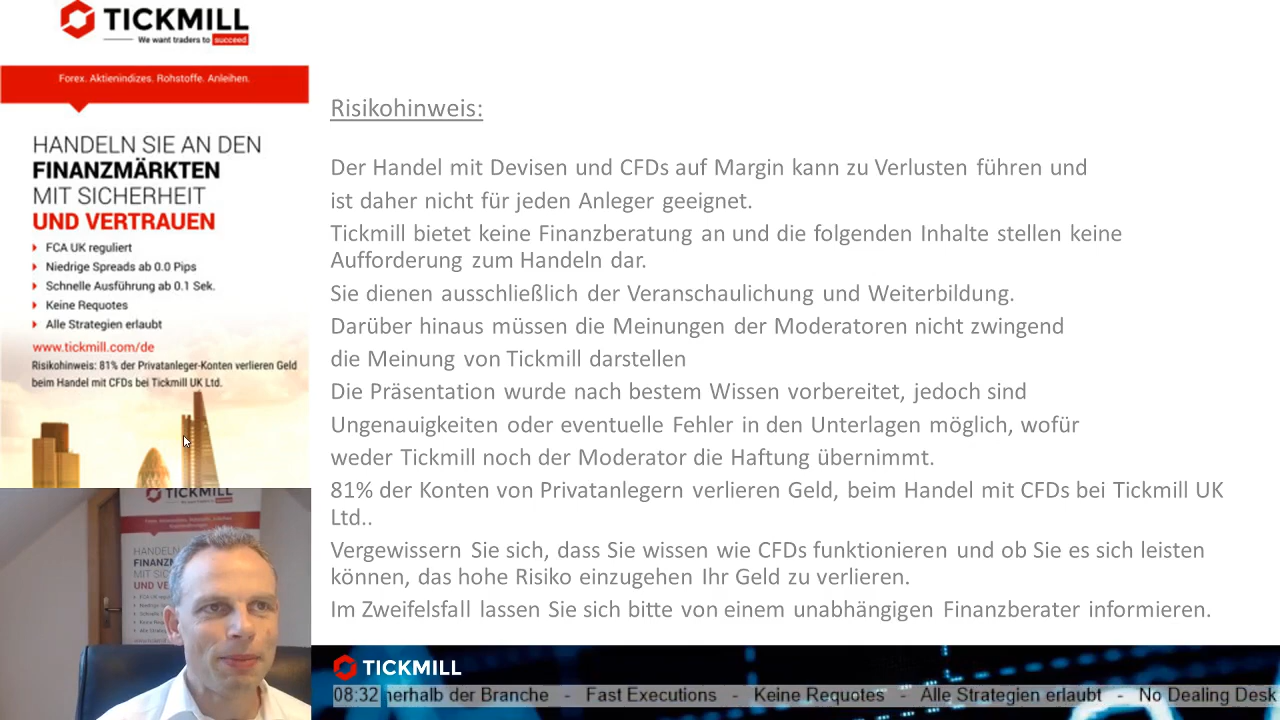 TICKMILL
We want traders to succeed
Forex. Aktienindizes. Rohstoffe. Anleihen.
HANDELN SIE AN DEN
FINANZMÄRKTEN
MIT SICHERHEIT
UND VERTRAUEN
FCA UK reguliert
Niedrige Spreads ab 0.0 Pips
Schnelle Ausführung ab 0.1 Sek.
Keine Requotes
Alle Strategien erlaubt
www.tickmill.com/de
Risikohinweis: 81% der Privatanleger-Konten verlieren Geld
beim Handel mit CFDs bei Tickmill UK Ltd.
Risikohinweis:
Der Handel mit Devisen und CFDs auf Margin kann zu Verlusten führen und
ist daher nicht für jeden Anleger geeignet.
Tickmill bietet keine Finanzberatung an und die folgenden Inhalte stellen keine
Aufforderung zum Handeln dar.
Sie dienen ausschließlich der Veranschaulichung und Weiterbildung.
Darüber hinaus müssen die Meinungen der Moderatoren nicht zwingend
die Meinung von Tickmill darstellen
Die Präsentation wurde nach bestem Wissen vorbereitet, jedoch sind
Ungenauigkeiten oder eventuelle Fehler in den Unterlagen möglich, wofür
weder Tickmill noch der Moderator die Haftung übernimmt.
81% der Konten von Privatanlegern verlieren Geld, beim Handel mit CFDs bei Tickmill UK
Ltd..
Vergewissern Sie sich, dass Sie wissen wie CFDs funktionieren und ob Sie es sich leisten
können, das hohe Risiko einzugehen Ihr Geld zu verlieren.
Im Zweifelsfall lassen Sie sich bitte von einem unabhängigen Finanzberater informieren.
TICKMILL
HANDELN
TICKMILL
08:32 nerhalb der Branche - Fast Executions - Keine Requotes - Alle Strategien erlaubt - No Dealing Desk